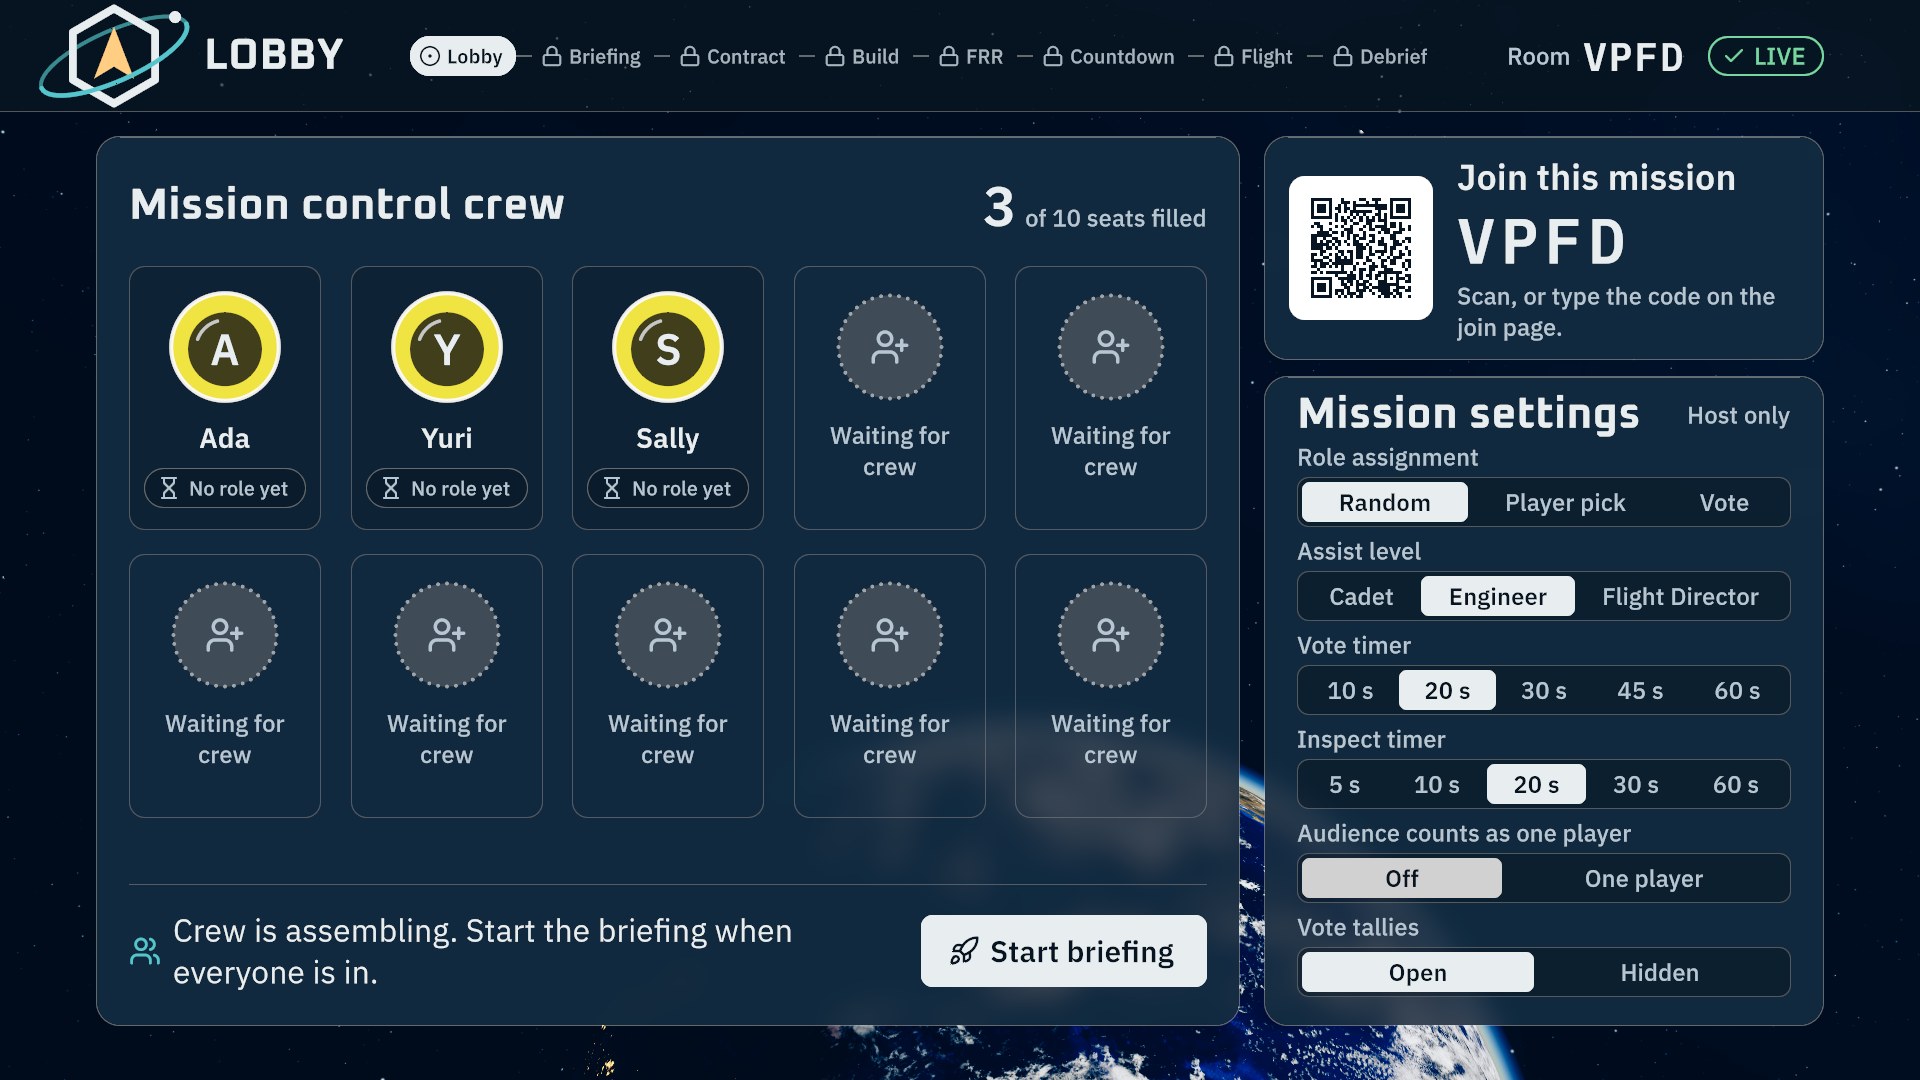 LOBBY
Lobby
Briefing
Contract
Build
FRR
Countdown
Flight
Debrief
Room VPFD
LIVE
Mission control crew
3 of 10 seats filled
A
Ada
No role yet
Y
Yuri
No role yet
S
Sally
No role yet
Waiting for
crew
Waiting for
crew
Waiting for
crew
Waiting for
crew
Waiting for
crew
Waiting for
crew
Waiting for
crew
Crew is assembling. Start the briefing when
everyone is in.
Start briefing
Join this mission
VPFD
Scan, or type the code on the
join page.
Mission settings
Host only
Role assignment
Random Player pick Vote
Assist level
Cadet Engineer Flight Director
Vote timer
10 s 20 s 30 s 45 s 60 s
Inspect timer
5 s 10 s 20 s 30 s 60 s
Audience counts as one player
Off One player
Vote tallies
Open Hidden